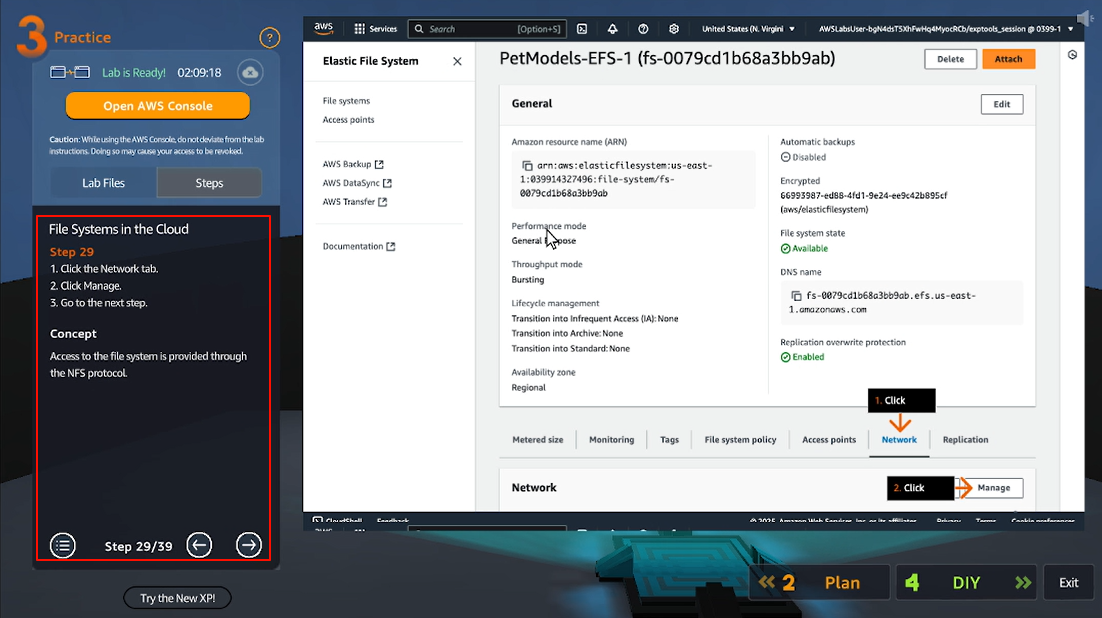 3 Practice
?
Lab is Ready! 02:09:18
Open AWS Console
Caution: While using the AWS Console, do not deviate from the lab
instructions. Doing so may cause your access to be revoked.
Lab Files
Steps
File Systems in the Cloud
Step 29
1. Click the Network tab.
2. Click Manage.
3. Go to the next step.
Concept
Access to the file system is provided through
the NFS protocol.
Step 29/39
Try the New XP!
aws
Services
Search
[Option+S]
United States (N. Virgini
AWSLabsUser-bgN4dsT5XhFwHq4MyocRCb/exptools_session @ 0399-1
Elastic File System
File systems
Access points
AWS Backup
AWS DataSync
AWS Transfer
Documentation
PetModels-EFS-1 (fs-0079cd1b68a3bb9ab)
Delete
Attach
General
Edit
Amazon resource name (ARN)
arn:aws:elasticfilesystem:us-east-
1:039914327496:file-system/fs-
0079cd1b68a3bb9ab
Performance mode
General Purpose
Throughput mode
Bursting
Lifecycle management
Transition into Infrequent Access (IA): None
Transition into Archive: None
Transition into Standard: None
Availability zone
Regional
Automatic backups
Disabled
Encrypted
66993987-ed88-4fd1-9e24-ee9c42b895cf
(aws/elasticfilesystem)
File system state
Available
DNS name
fs-0079cd1b68a3bb9ab.efs.us-east-
1.amazonaws.com
Replication overwrite protection
Enabled
1. Click
Metered size
Monitoring
Tags
File system policy
Access points
Network
Replication
Network
2. Click
Manage
CloudShell
Feedback
© 2025, Amazon Web Services, Inc. or its affiliates.
Privacy
Terms
Cookie preferences
2 Plan
4 DIY
Exit